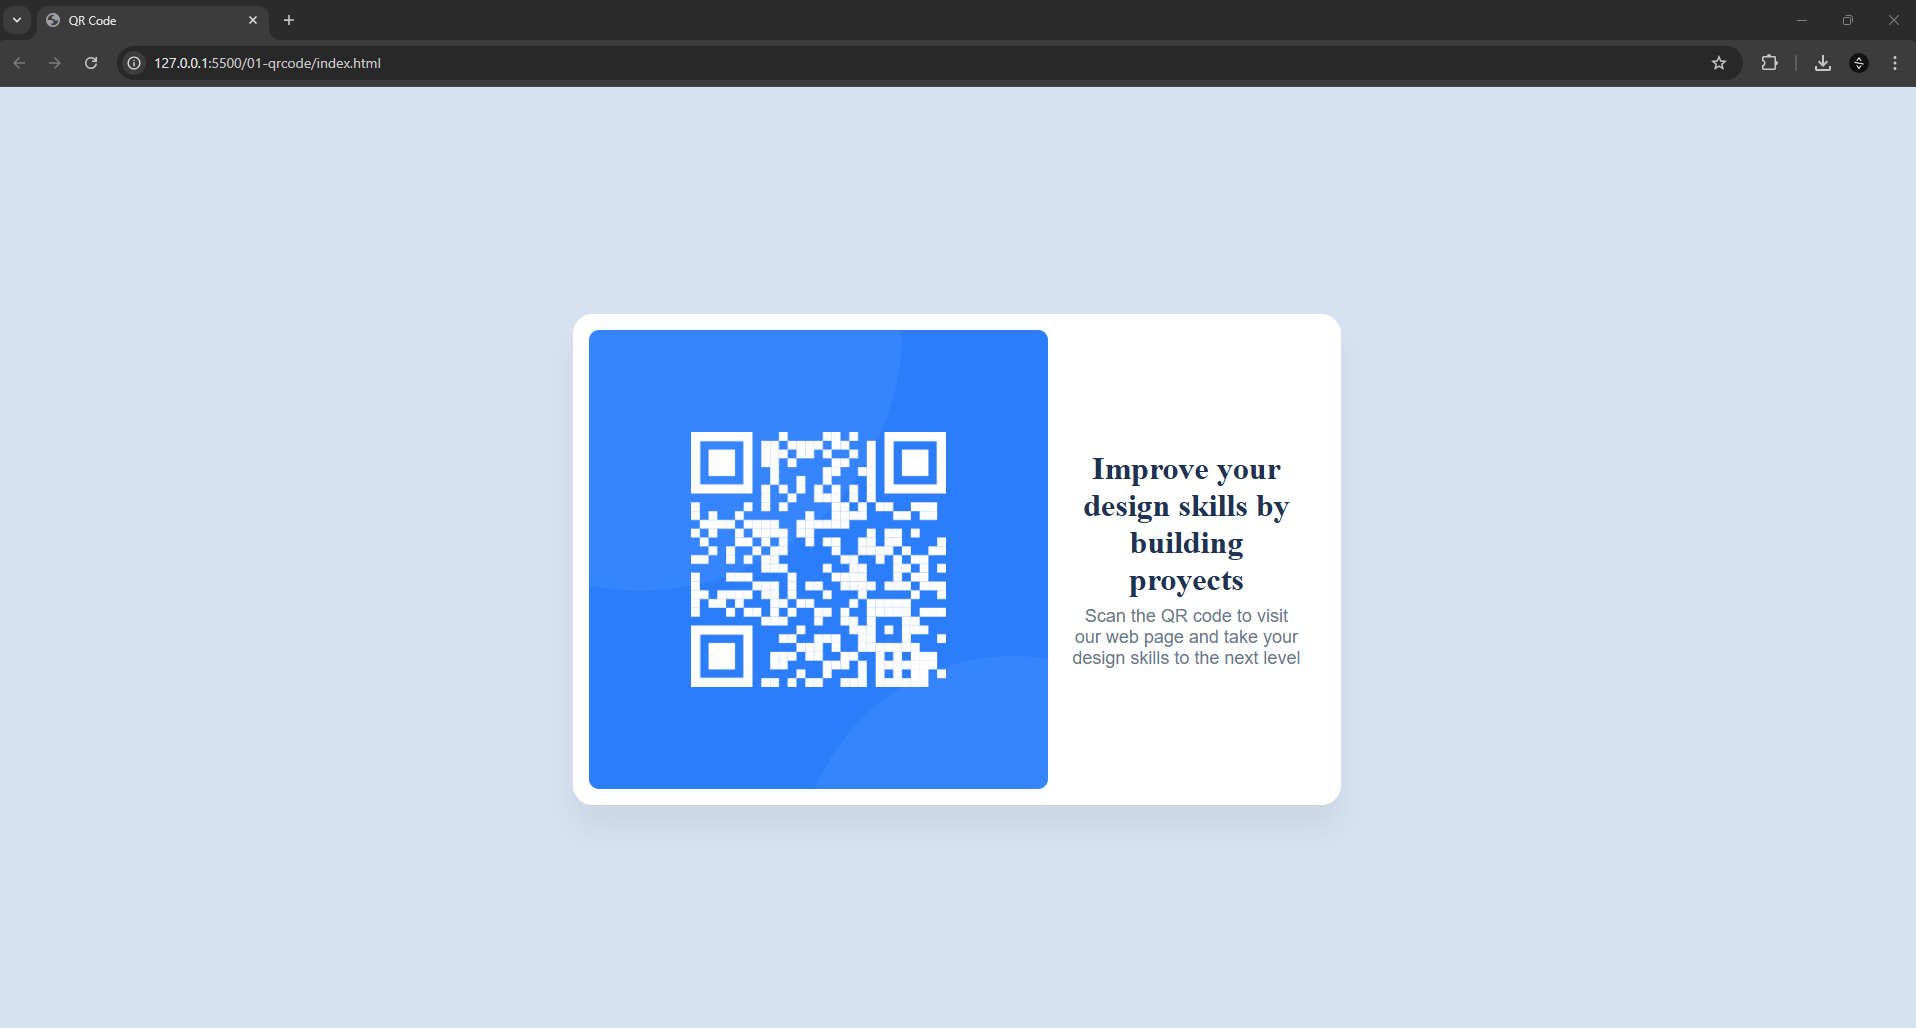 QR Code
127.0.0.1:5500/01-qrcode/index.html
Improve your
design skills by
building
proyects
Scan the QR code to visit
our web page and take your
design skills to the next level